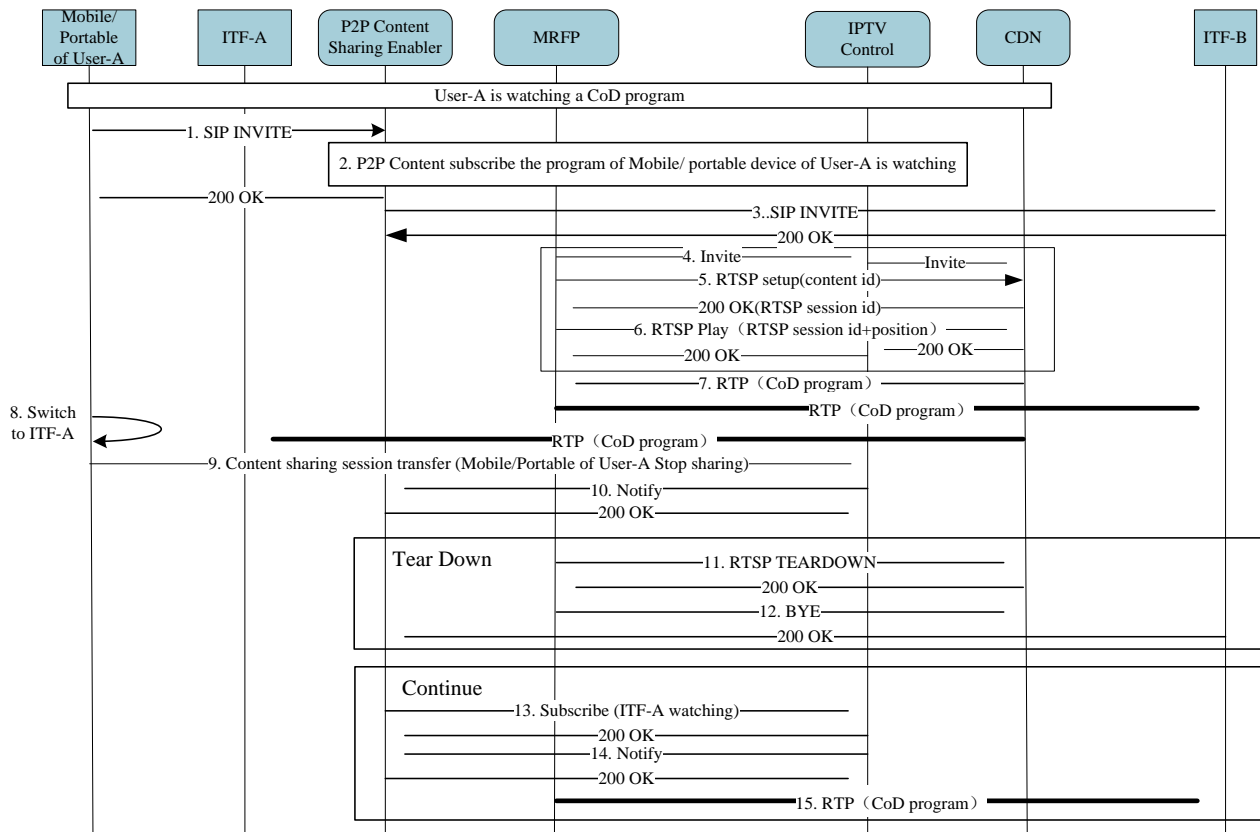 Mobile/
Portable
of User-A
ITF-A
P2P Content
Sharing Enabler
MRFP
IPTV
Control
CDN
ITF-B
User-A is watching a CoD program
1. SIP INVITE
2. P2P Content subscribe the program of Mobile/ portable device of User-A is watching
200 OK
3..SIP INVITE
200 OK
4. Invite
Invite
5. RTSP setup(content id)
200 OK(RTSP session id)
6. RTSP Play（RTSP session id+position）
200 OK
200 OK
7. RTP（CoD program）
RTP（CoD program）
8. Switch
to ITF-A
RTP（CoD program）
9. Content sharing session transfer (Mobile/Portable of User-A Stop sharing)
10. Notify
200 OK
Tear Down
11. RTSP TEARDOWN
200 OK
12. BYE
200 OK
Continue
13. Subscribe (ITF-A watching)
200 OK
14. Notify
200 OK
15. RTP（CoD program）